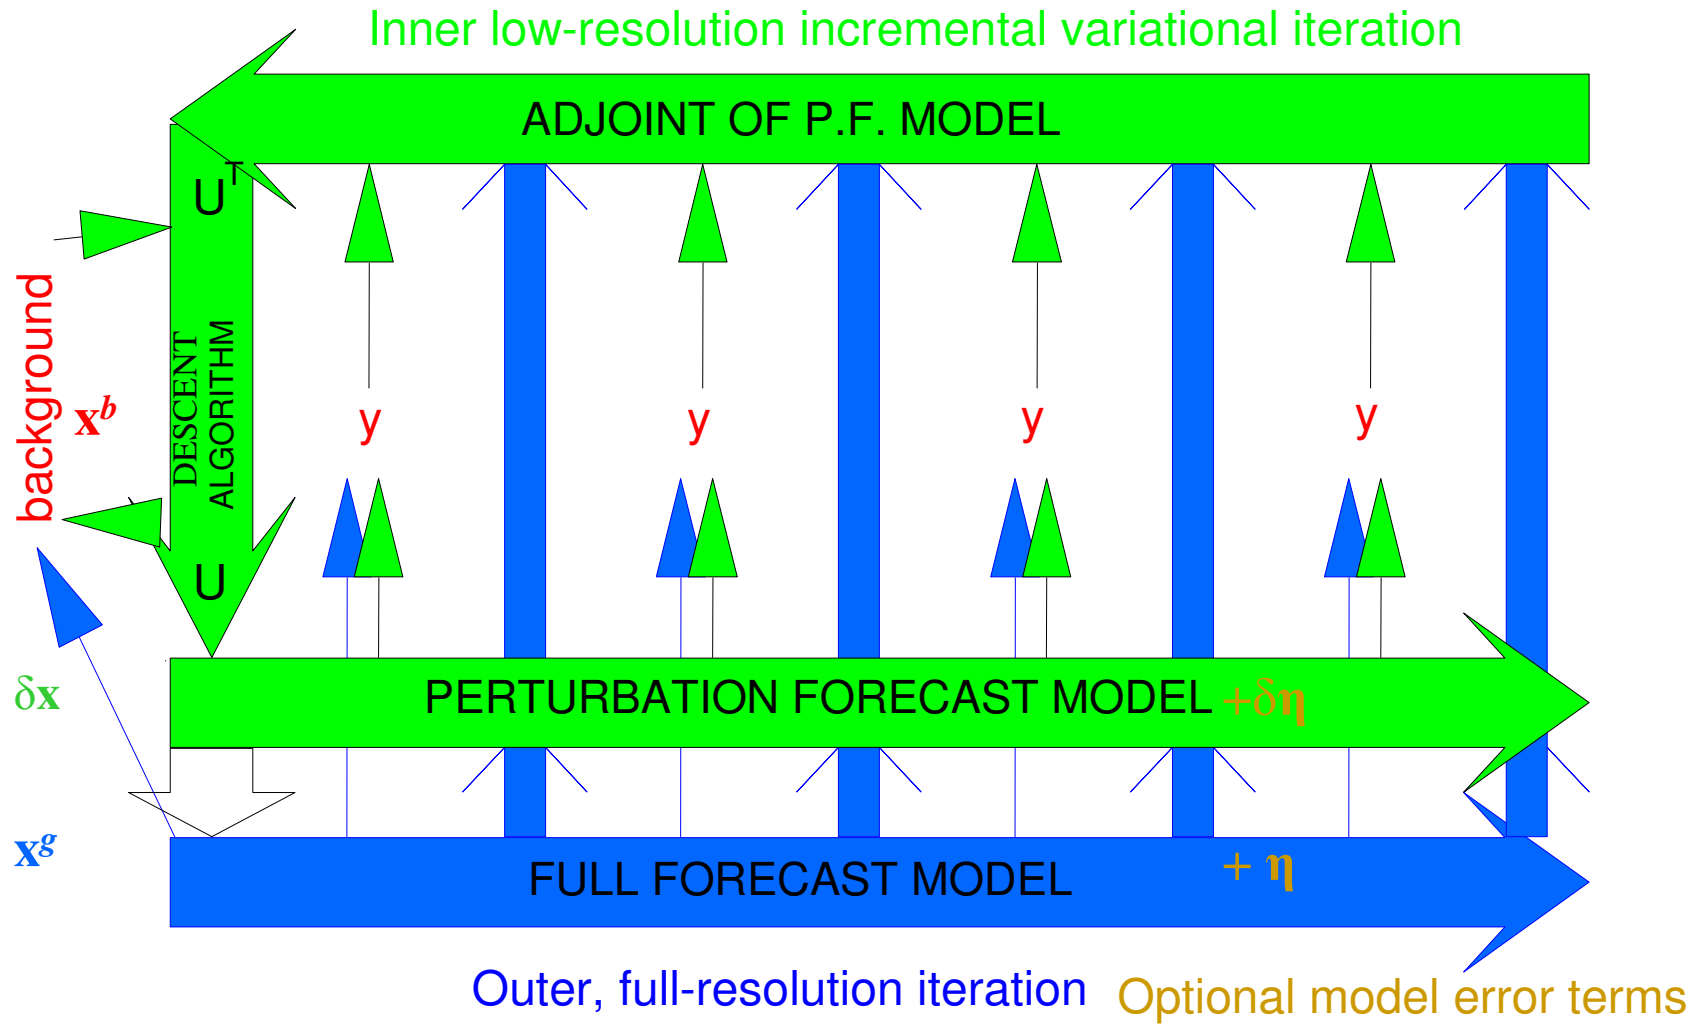 Inner low-resolution incremental variational iteration
ADJOINT OF P.F. MODEL
U^T
background
x^b
DESCENT
ALGORITHM
y y y y
U
δx
PERTURBATION FORECAST MODEL +δη
x^g
FULL FORECAST MODEL + η
Outer, full-resolution iteration
Optional model error terms